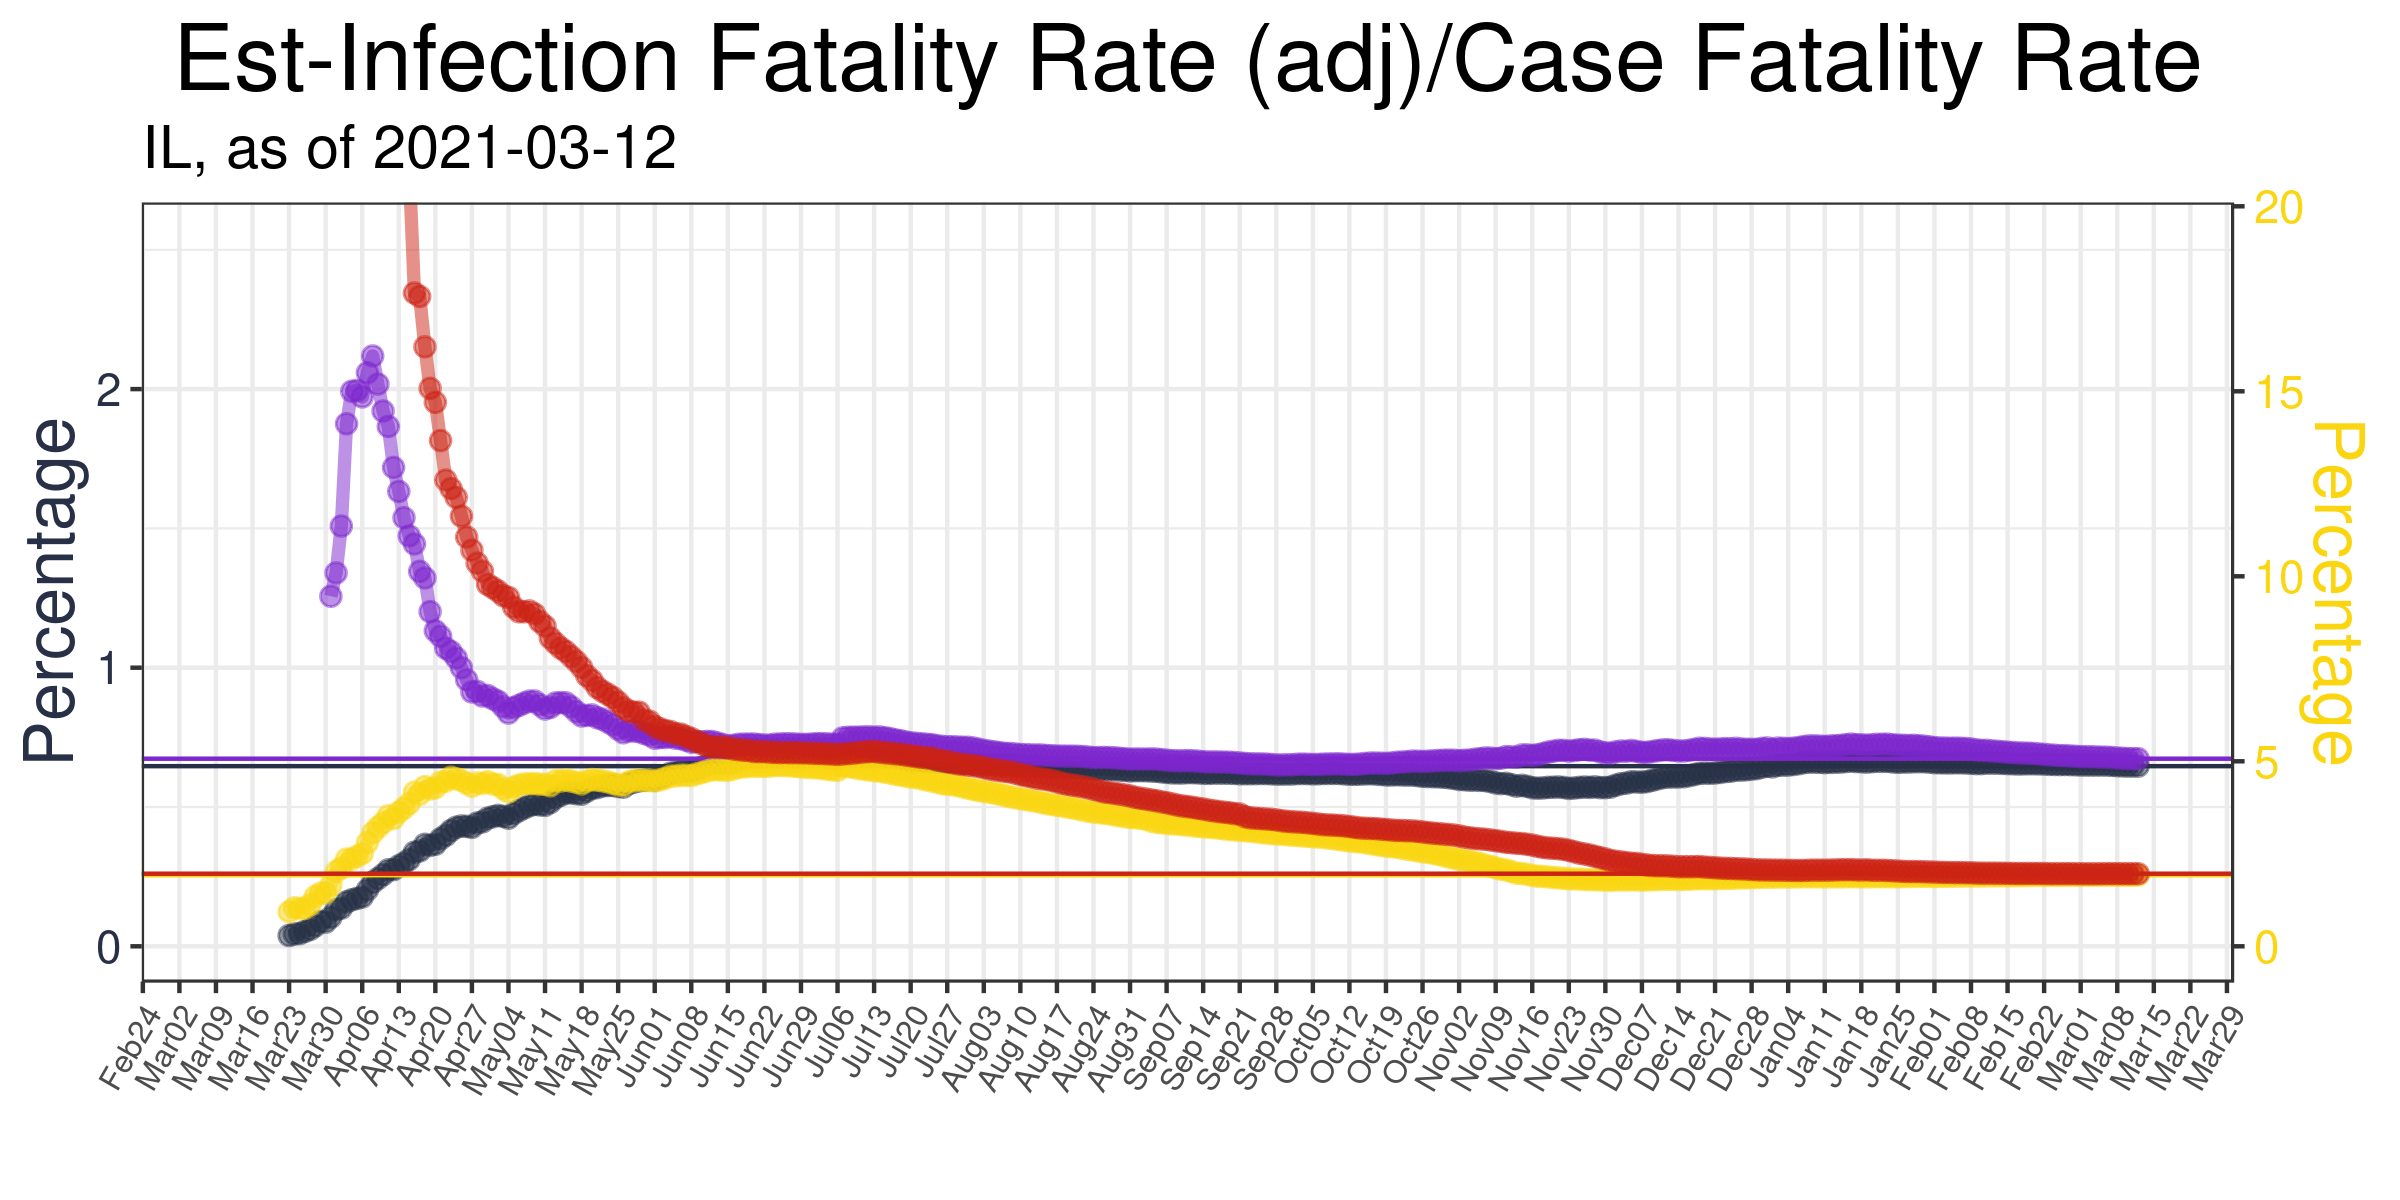 Est-Infection Fatality Rate (adj)/Case Fatality Rate
IL, as of 2021-03-12
Percentage
2
1
0
20
15
10
5
0
Percentage
Feb24
Mar02
Mar09
Mar16
Mar23
Mar30
Apr06
Apr13
Apr20
Apr27
May04
May11
May18
May25
Jun01
Jun08
Jun15
Jun22
Jun29
Jul06
Jul13
Jul20
Jul27
Aug03
Aug10
Aug17
Aug24
Aug31
Sep07
Sep14
Sep21
Sep28
Oct05
Oct12
Oct19
Oct26
Nov02
Nov09
Nov16
Nov23
Nov30
Dec07
Dec14
Dec21
Dec28
Jan04
Jan11
Jan18
Jan25
Feb01
Feb08
Feb15
Feb22
Mar01
Mar08
Mar15
Mar22
Mar29